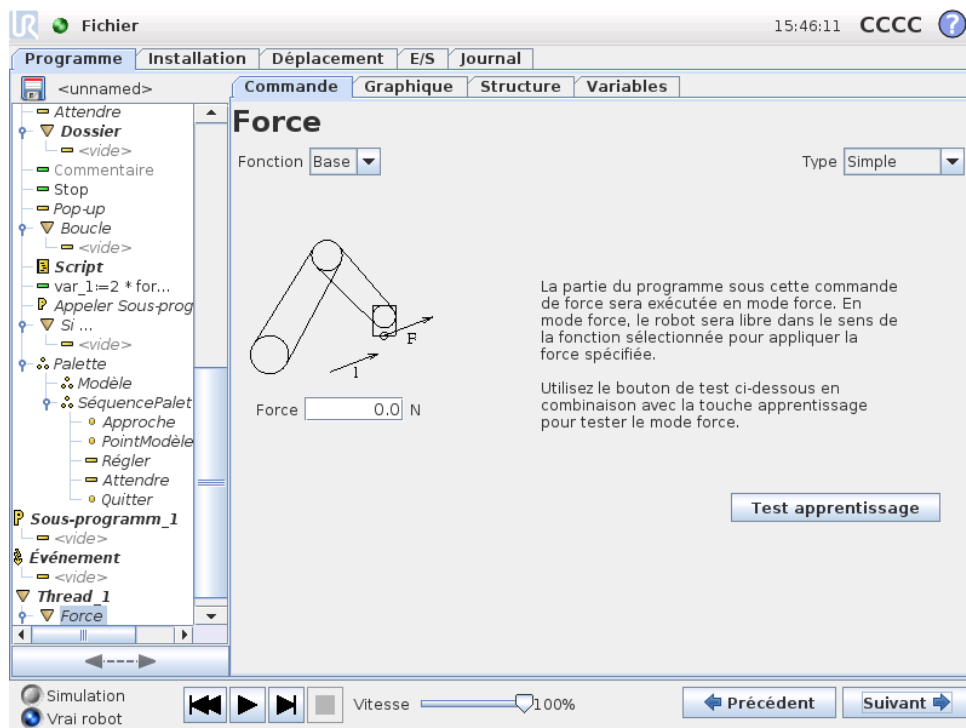 UR Fichier 15:46:11 CCCC ?
Programme Installation Déplacement E/S Journal
<unnamed>
Commande Graphique Structure Variables
Attendre
Dossier
<vide>
Commentaire
Stop
Pop-up
Boucle
<vide>
Script
var_1:=2 * for...
Appeler Sous-prog
Si ...
<vide>
Palette
Modèle
SéquencePalet
Approche
PointModèle
Régler
Attendre
Quitter
Sous-programm_1
<vide>
Événement
<vide>
Thread_1
Force
Force
Fonction Base
Type Simple
F
1
Force 0.0 N
La partie du programme sous cette commande
de force sera exécutée en mode force. En
mode force, le robot sera libre dans le sens de
la fonction sélectionnée pour appliquer la
force spécifiée.
Utilisez le bouton de test ci-dessous en
combinaison avec la touche apprentissage
pour tester le mode force.
Test apprentissage
Simulation
Vrai robot
Vitesse 100%
Précédent
Suivant